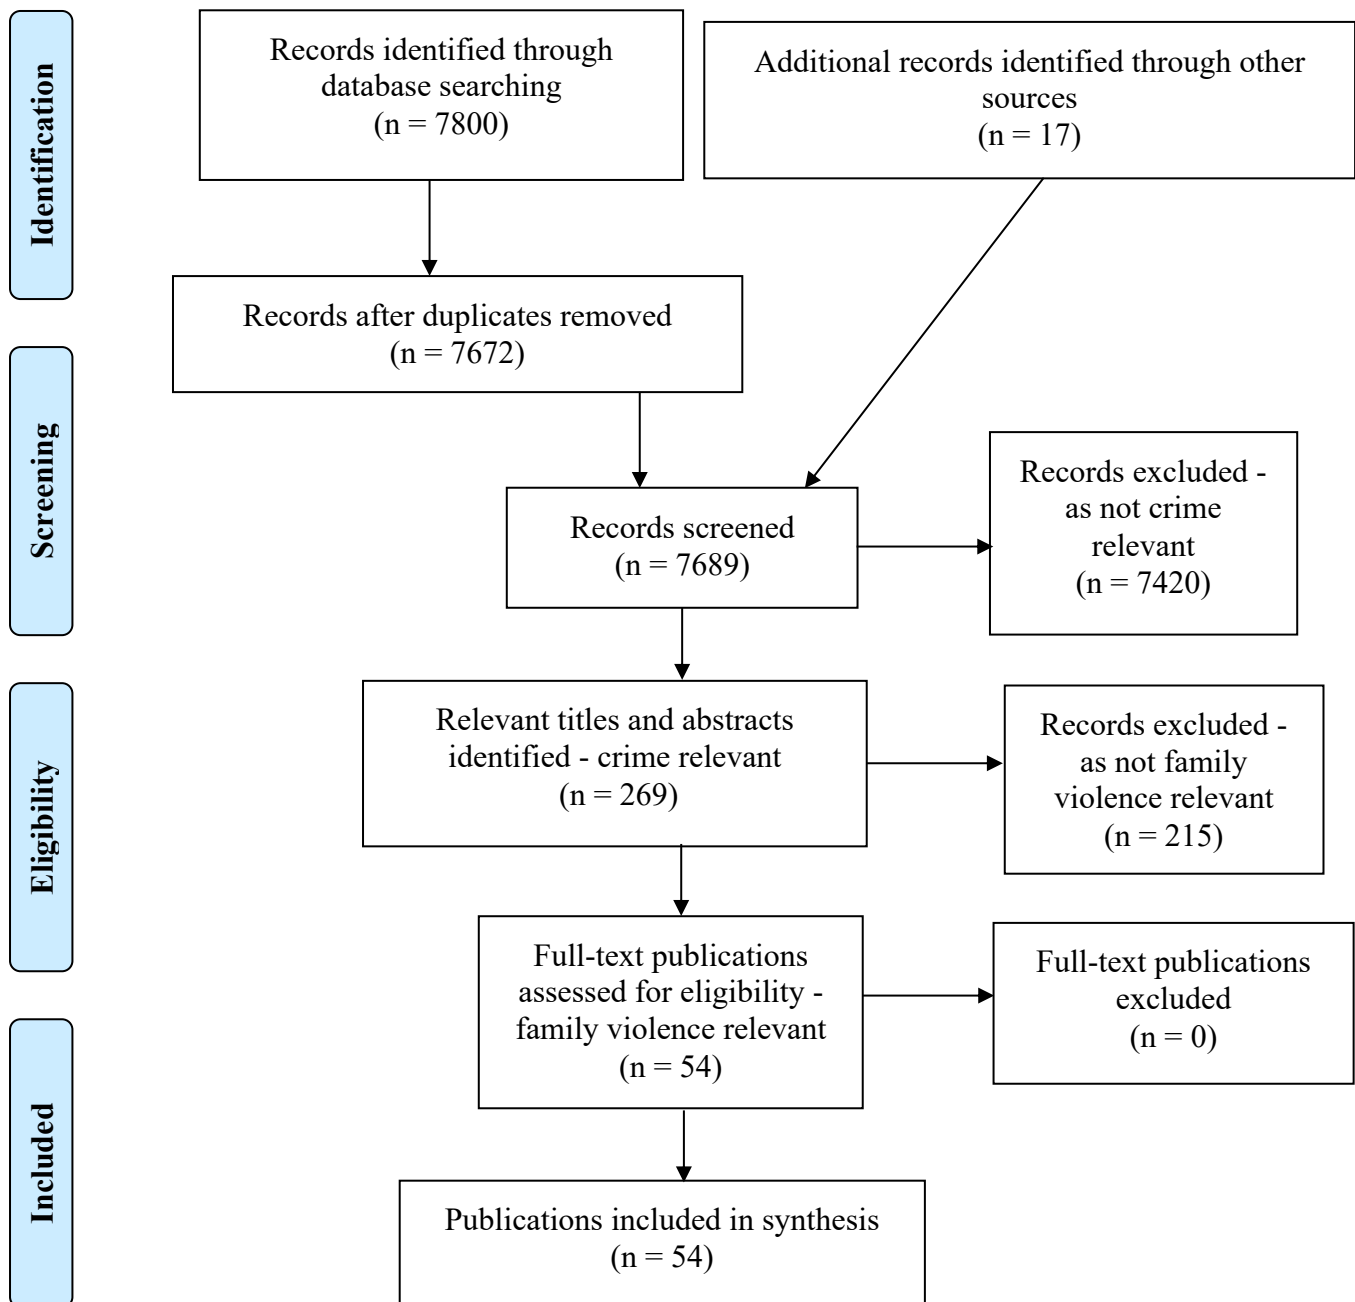 Identification
Records identified through
database searching
(n = 7800)
Additional records identified through other
sources
(n = 17)
Records after duplicates removed
(n = 7672)
Screening
Records screened
(n = 7689)
Records excluded -
as not crime
relevant
(n = 7420)
Eligibility
Relevant titles and abstracts
identified - crime relevant
(n = 269)
Records excluded -
as not family
violence relevant
(n = 215)
Full-text publications
assessed for eligibility -
family violence relevant
(n = 54)
Full-text publications
excluded
(n = 0)
Included
Publications included in synthesis
(n = 54)